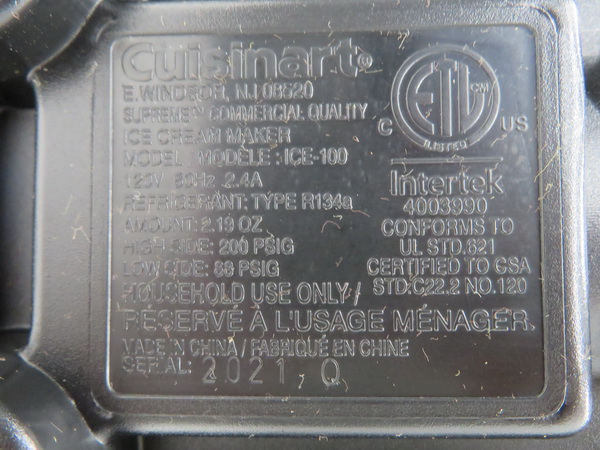 Cuisinart®
E. WINDSOR, NJ 08520
SUPREME™ COMMERCIAL QUALITY
ICE CREAM MAKER
MODEL / MODÈLE : ICE-100
120V 60Hz 2.4A
REFRIGERANT: TYPE R134a
AMOUNT: 2.19 OZ
HIGH SIDE: 200 PSIG
LOW SIDE: 88 PSIG
HOUSEHOLD USE ONLY /
RÉSERVÉ À L'USAGE MÉNAGER
MADE IN CHINA / FABRIQUÉ EN CHINE
SERIAL: 2021 Q
ETL CM
C US
LISTED
Intertek
4003990
CONFORMS TO
UL STD.621
CERTIFIED TO CSA
STD:C22.2 NO.120